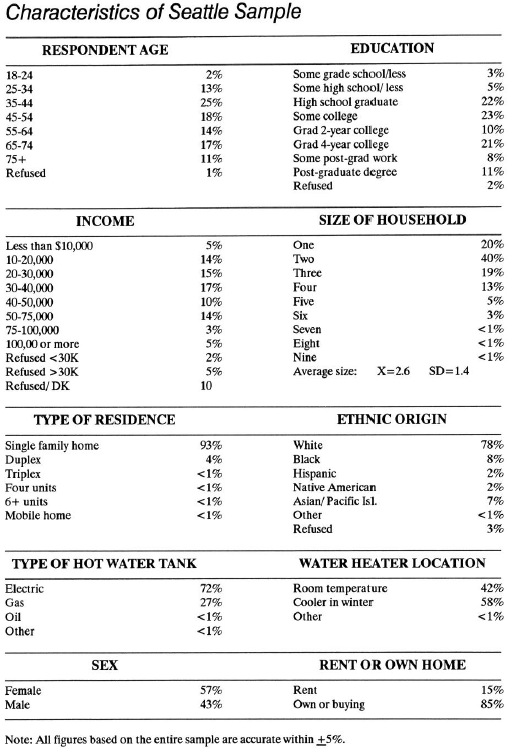 Characteristics of Seattle Sample
RESPONDENT AGE
18-24 2%
25-34 13%
35-44 25%
45-54 18%
55-64 14%
65-74 17%
75+ 11%
Refused 1%
EDUCATION
Some grade school/less 3%
Some high school/ less 5%
High school graduate 22%
Some college 23%
Grad 2-year college 10%
Grad 4-year college 21%
Some post-grad work 8%
Post-graduate degree 11%
Refused 2%
INCOME
Less than $10,000 5%
10-20,000 14%
20-30,000 15%
30-40,000 17%
40-50,000 10%
50-75,000 14%
75-100,000 3%
100,00 or more 5%
Refused <30K 2%
Refused >30K 5%
Refused/ DK 10
SIZE OF HOUSEHOLD
One 20%
Two 40%
Three 19%
Four 13%
Five 5%
Six 3%
Seven <1%
Eight <1%
Nine <1%
Average size: X=2.6 SD=1.4
TYPE OF RESIDENCE
Single family home 93%
Duplex 4%
Triplex <1%
Four units <1%
6+ units <1%
Mobile home <1%
ETHNIC ORIGIN
White 78%
Black 8%
Hispanic 2%
Native American 2%
Asian/ Pacific Isl. 7%
Other <1%
Refused 3%
TYPE OF HOT WATER TANK
Electric 72%
Gas 27%
Oil <1%
Other <1%
WATER HEATER LOCATION
Room temperature 42%
Cooler in winter 58%
Other <1%
SEX
Female 57%
Male 43%
RENT OR OWN HOME
Rent 15%
Own or buying 85%
Note: All figures based on the entire sample are accurate within ±5%.